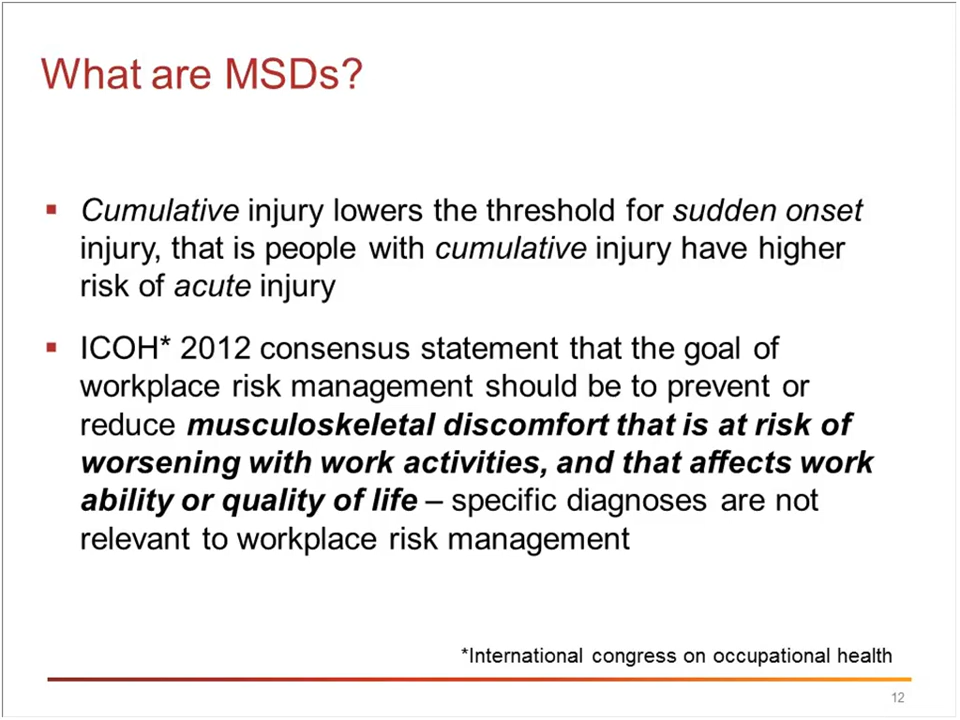 What are MSDs?
Cumulative injury lowers the threshold for sudden onset
injury, that is people with cumulative injury have higher
risk of acute injury
ICOH* 2012 consensus statement that the goal of
workplace risk management should be to prevent or
reduce musculoskeletal discomfort that is at risk of
worsening with work activities, and that affects work
ability or quality of life – specific diagnoses are not
relevant to workplace risk management
*International congress on occupational health
12